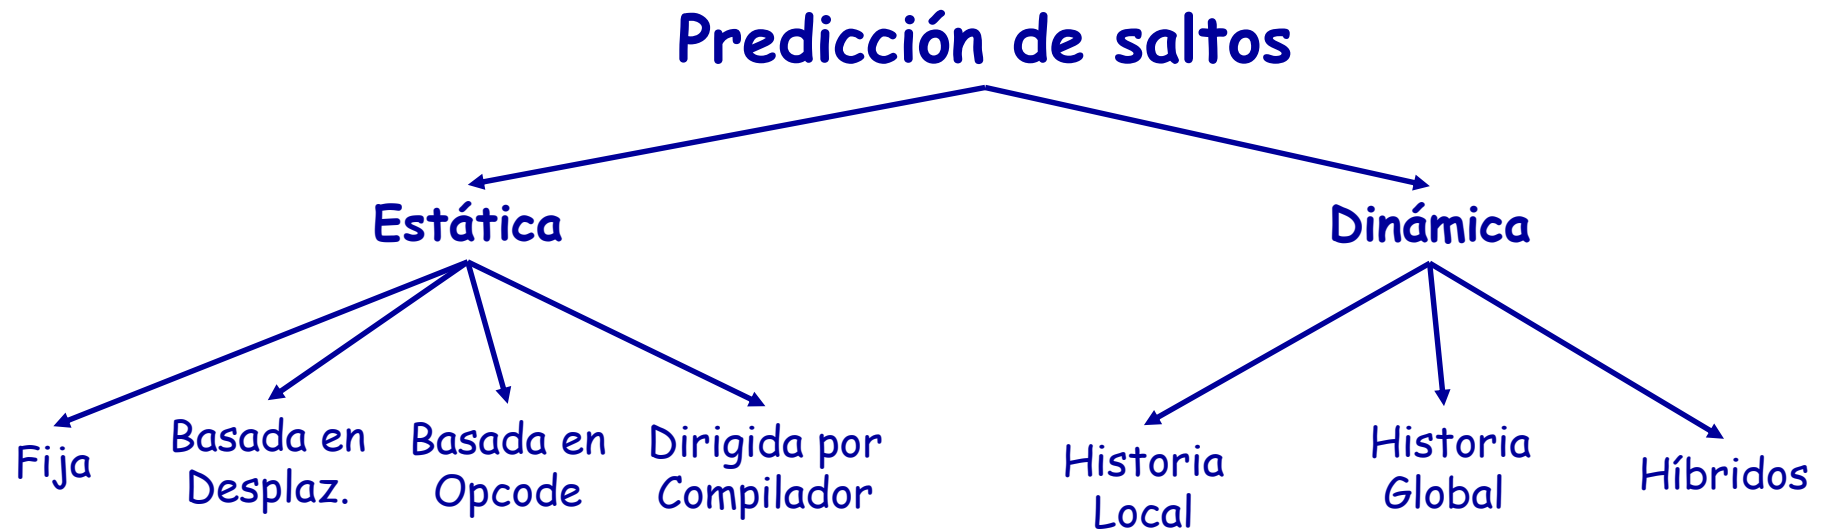 Predicción de saltos
Estática
Dinámica
Fija
Basada en
Desplaz.
Basada en
Opcode
Dirigida por
Compilador
Historia
Local
Historia
Global
Híbridos